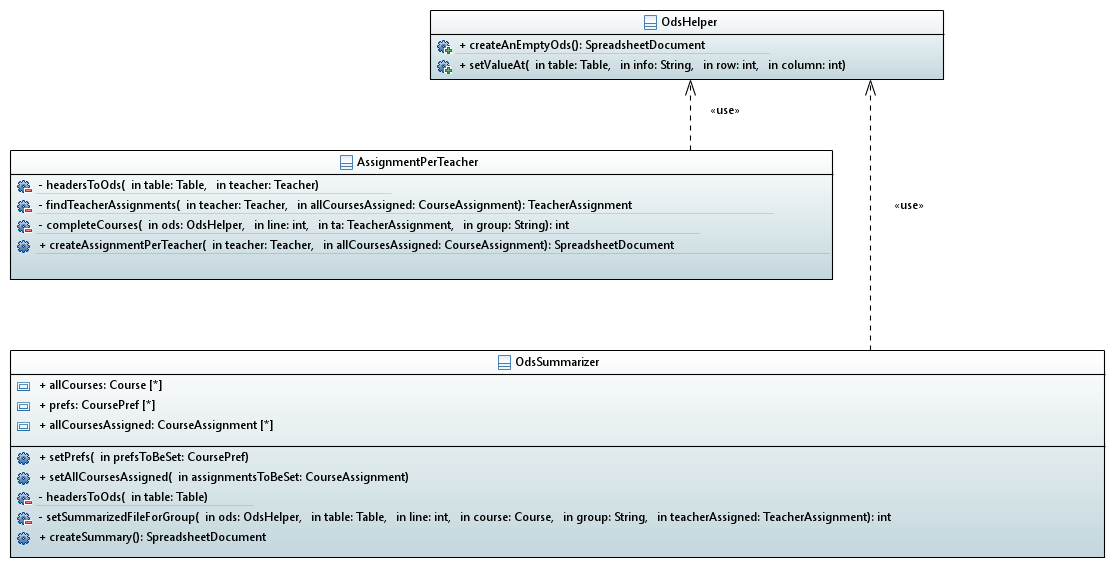 OdsHelper
+ createAnEmptyOds(): SpreadsheetDocument
+ setValueAt( in table: Table, in info: String, in row: int, in column: int)
«use»
AssignmentPerTeacher
- headersToOds( in table: Table, in teacher: Teacher)
- findTeacherAssignments( in teacher: Teacher, in allCoursesAssigned: CourseAssignment): TeacherAssignment
- completeCourses( in ods: OdsHelper, in line: int, in ta: TeacherAssignment, in group: String): int
+ createAssignmentPerTeacher( in teacher: Teacher, in allCoursesAssigned: CourseAssignment): SpreadsheetDocument
«use»
OdsSummarizer
+ allCourses: Course [*]
+ prefs: CoursePref [*]
+ allCoursesAssigned: CourseAssignment [*]
+ setPrefs( in prefsToBeSet: CoursePref)
+ setAllCoursesAssigned( in assignmentsToBeSet: CourseAssignment)
- headersToOds( in table: Table)
- setSummarizedFileForGroup( in ods: OdsHelper, in table: Table, in line: int, in course: Course, in group: String, in teacherAssigned: TeacherAssignment): int
+ createSummary(): SpreadsheetDocument